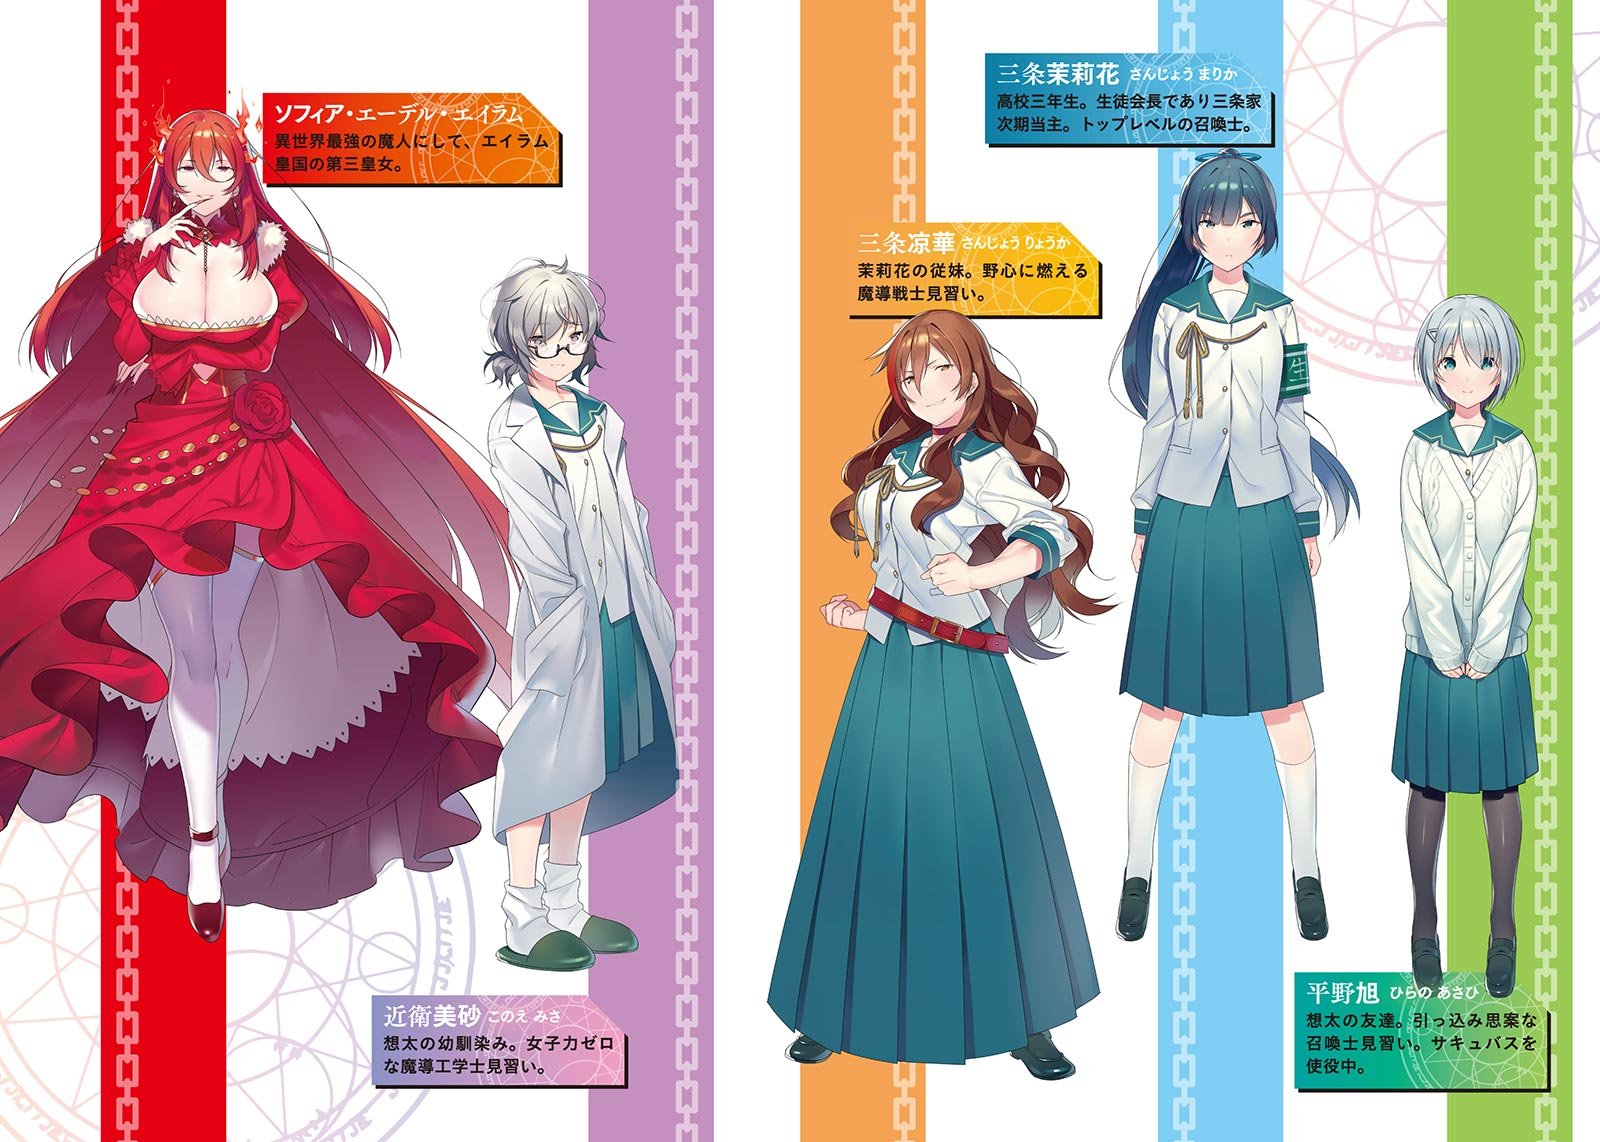 ソフィア・エーデル・エイラム
異世界最強の魔人にして、エイラム
皇国の第三皇女。
近衛美砂 このえ みさ
想太の幼馴染み。女子力ゼロ
な魔導工学士見習い。
三条茉莉花 さんじょう まりか
高校三年生。生徒会長であり三条家
次期当主。トップレベルの召喚士。
三条凉華 さんじょう りょうか
茉莉花の従妹。野心に燃える
魔導戦士見習い。
生
平野旭 ひらの あさひ
想太の友達。引っ込み思案な
召喚士見習い。サキュバスを
使役中。